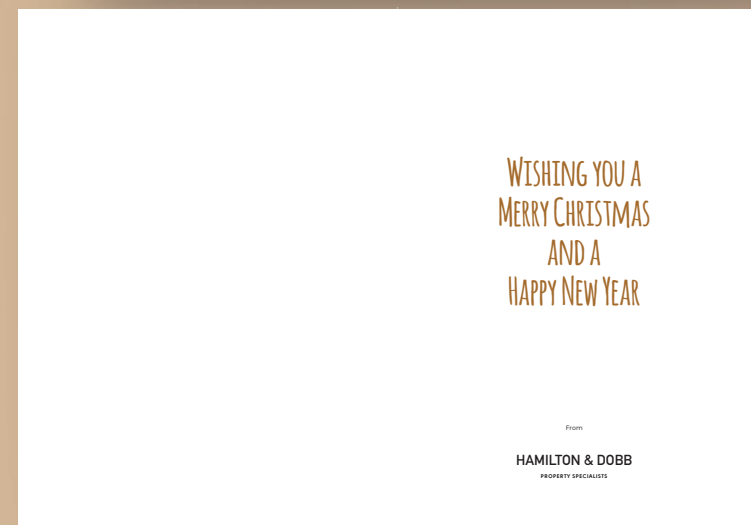 Wishing you a
Merry Christmas
and a
Happy New Year
From
HAMILTON & DOBB
PROPERTY SPECIALISTS